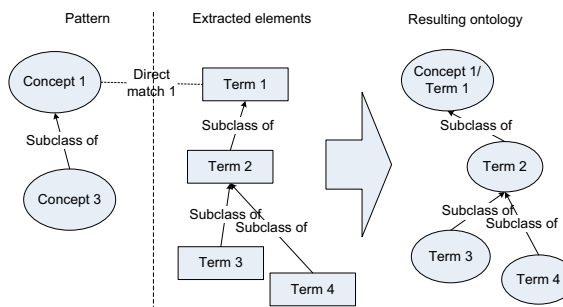 Pattern
Extracted elements
Resulting ontology
Concept 1
Direct
match 1
Term 1
Concept 1/
Term 1
Subclass of
Subclass of
Subclass of
Concept 3
Term 2
Term 2
Subclass of
Subclass of
Subclass of
Subclass of
Term 3
Term 4
Term 3
Term 4